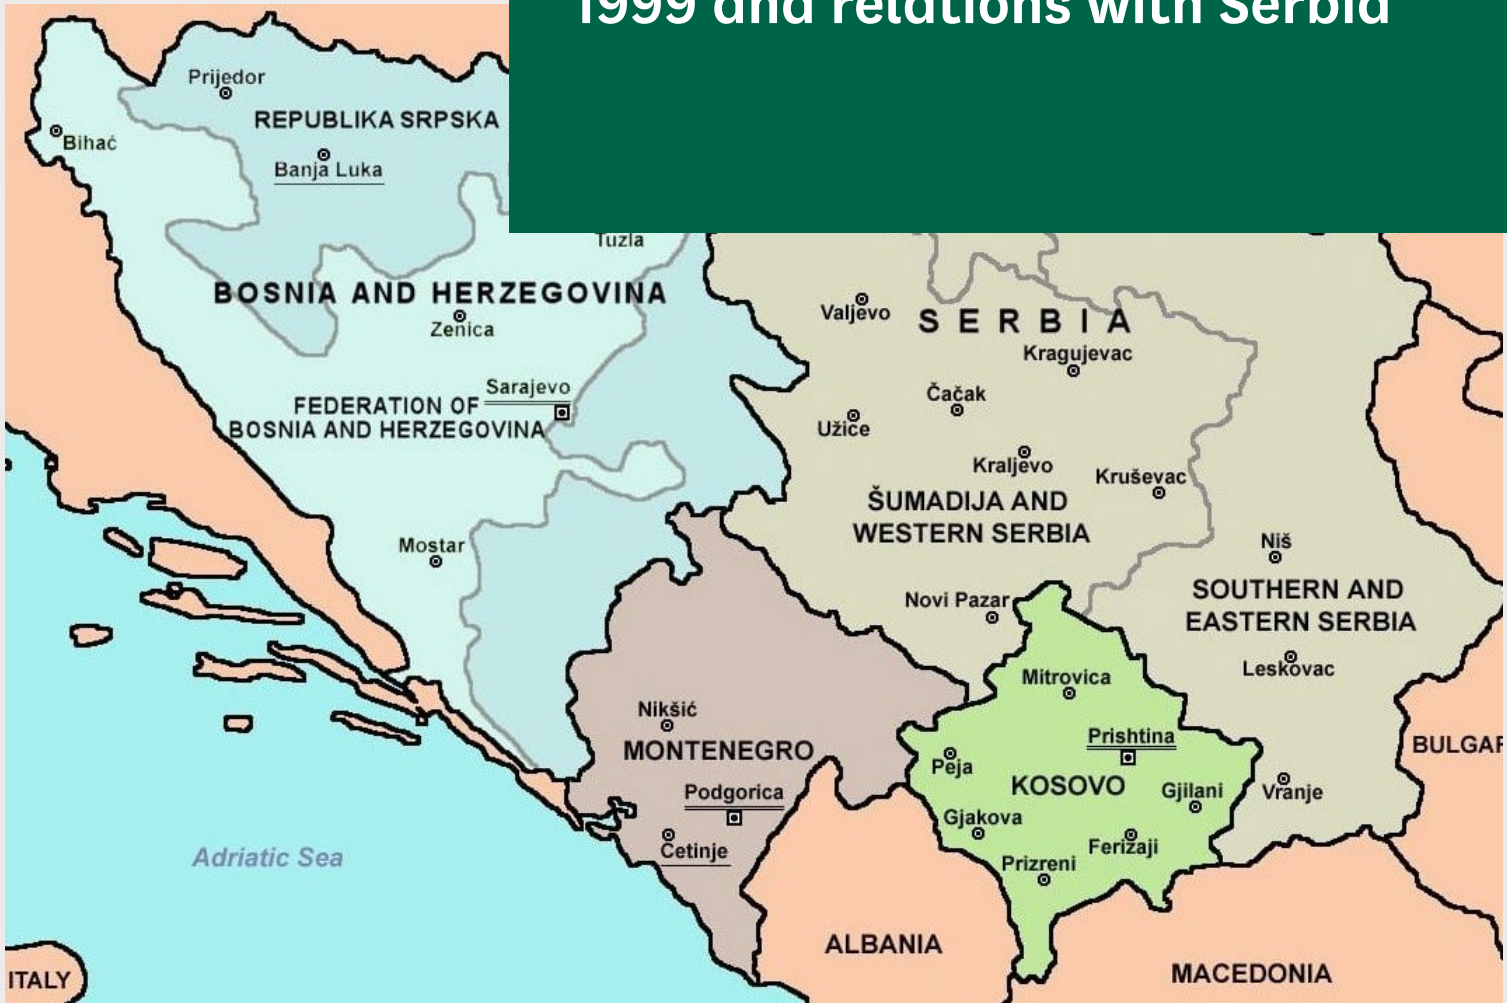 1999 and relations with Serbia
Prijedor
REPUBLIKA SRPSKA
Bihać
Banja Luka
Tuzla
BOSNIA AND HERZEGOVINA
Zenica
Valjevo
SERBIA
Kragujevac
Sarajevo
Čačak
FEDERATION OF
BOSNIA AND HERZEGOVINA
Užice
Kraljevo
Kruševac
ŠUMADIJA AND
WESTERN SERBIA
Mostar
Niš
SOUTHERN AND
EASTERN SERBIA
Novi Pazar
Leskovac
Mitrovica
Nikšić
Prishtina
MONTENEGRO
BULGAR
Peja
KOSOVO
Gjilani
Vranje
Podgorica
Gjakova
Ferižaji
Cetinje
Prizreni
Adriatic Sea
ALBANIA
ITALY
MACEDONIA